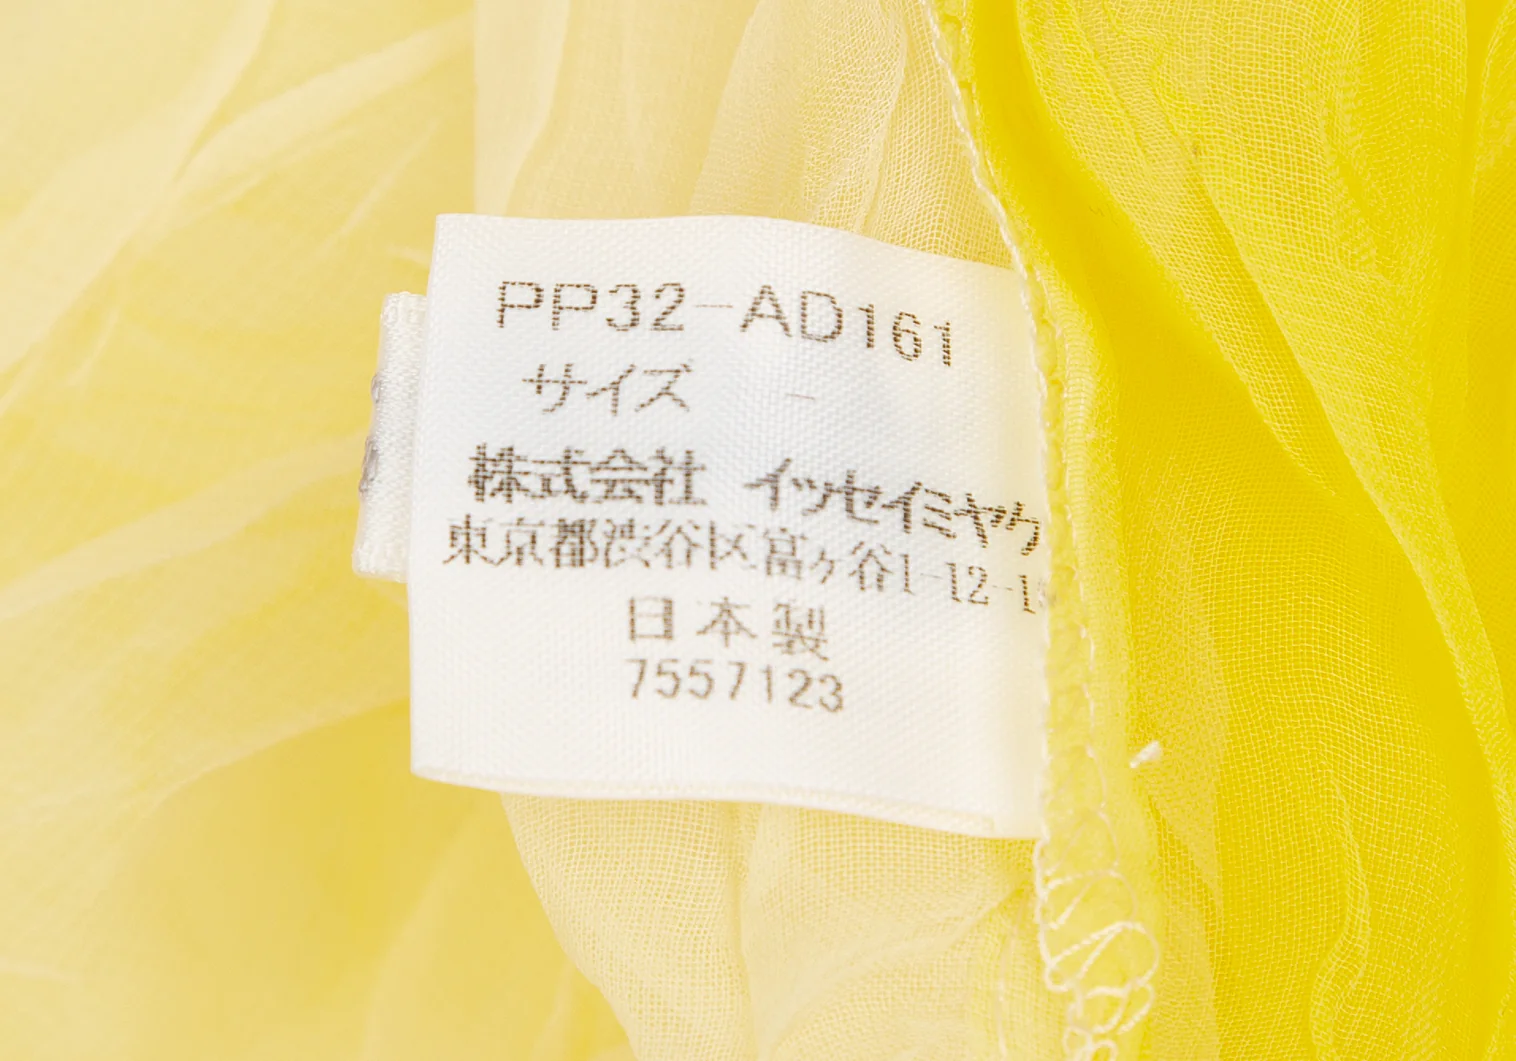 PP32-AD161
サイズ -
株式会社 イッセイミヤケ
東京都渋谷区富ヶ谷1-12-1
日本製
7557123